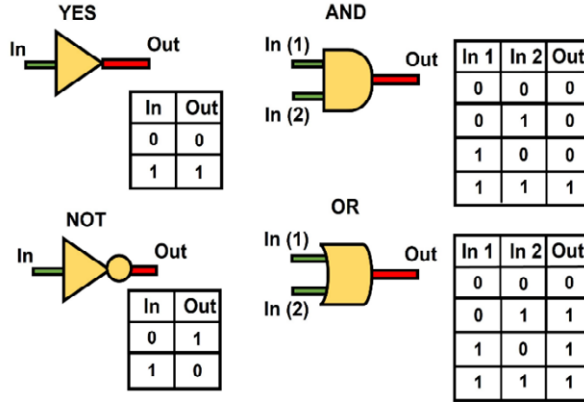 YES
In
Out
In Out
0 0
1 1
AND
In (1)
Out
In (2)
In 1 In 2 Out
0 0 0
0 1 0
1 0 0
1 1 1
NOT
In
Out
In Out
0 1
1 0
OR
In (1)
Out
In (2)
In 1 In 2 Out
0 0 0
0 1 1
1 0 1
1 1 1